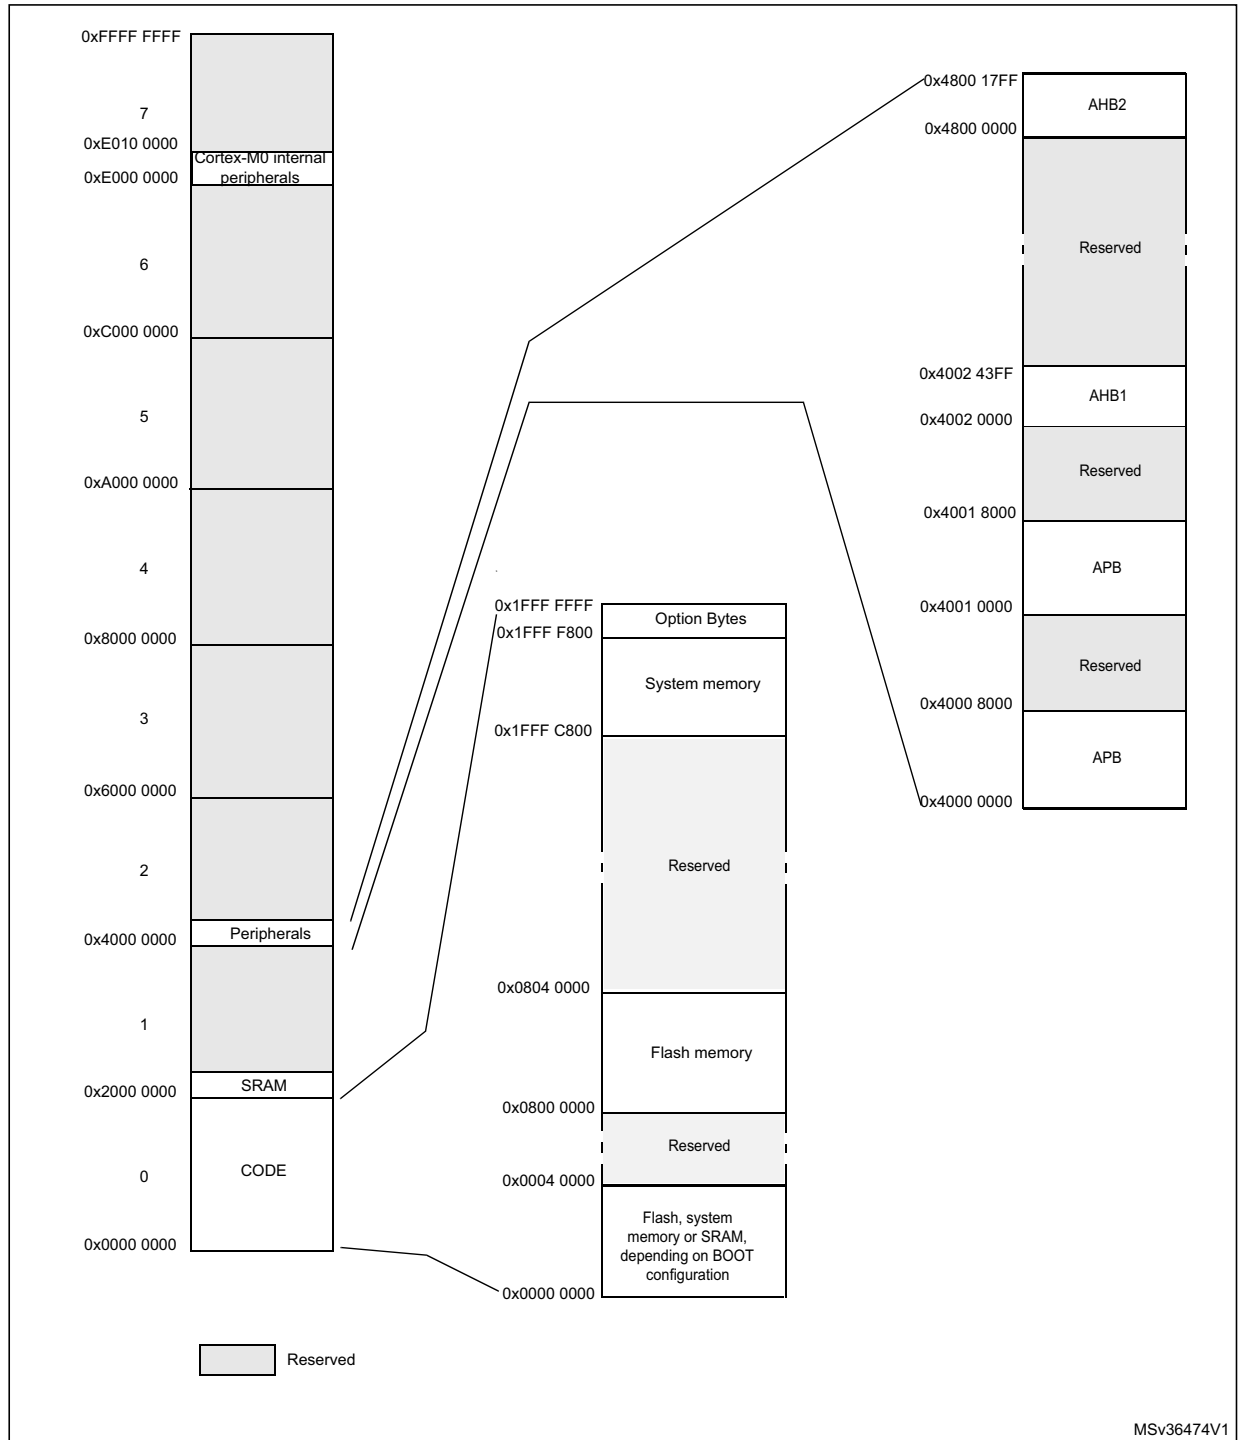 0xFFFF FFFF
7
0xE010 0000
Cortex-M0 internal
peripherals
0xE000 0000
6
0xC000 0000
5
0xA000 0000
4
0x8000 0000
3
0x6000 0000
2
Peripherals
0x4000 0000
1
SRAM
0x2000 0000
CODE
0
0x0000 0000
0x1FFF FFFF
Option Bytes
0x1FFF F800
System memory
0x1FFF C800
Reserved
0x0804 0000
Flash memory
0x0800 0000
Reserved
0x0004 0000
Flash, system
memory or SRAM,
depending on BOOT
configuration
0x0000 0000
0x4800 17FF
AHB2
0x4800 0000
Reserved
0x4002 43FF
AHB1
0x4002 0000
Reserved
0x4001 8000
APB
0x4001 0000
Reserved
0x4000 8000
APB
0x4000 0000
Reserved
MSv36474V1